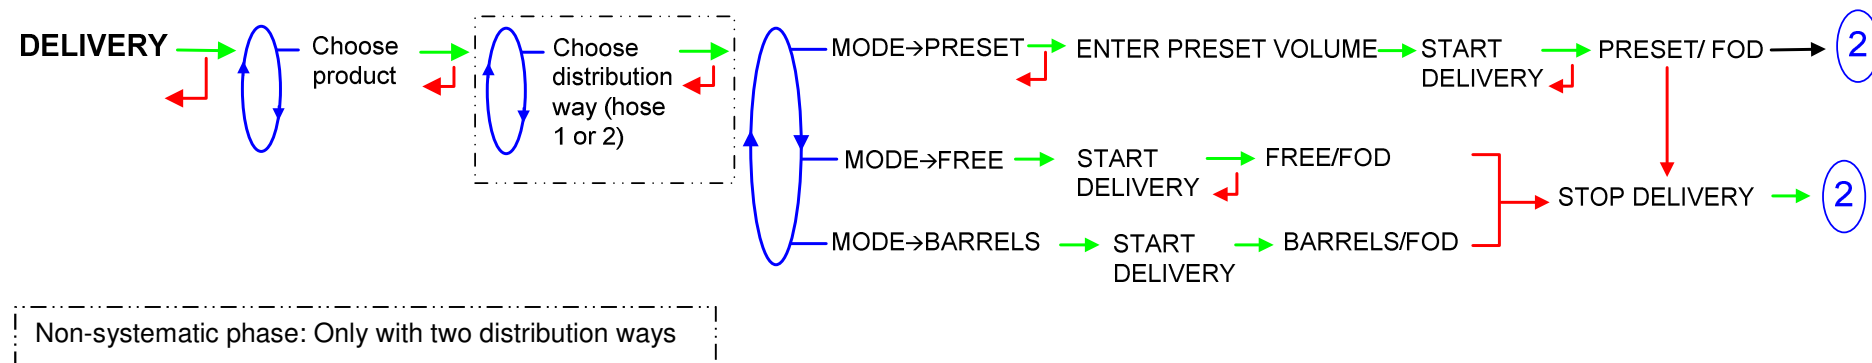 DELIVERY
Choose
product
Choose
distribution
way (hose
1 or 2)
MODE→PRESET
ENTER PRESET VOLUME
START
DELIVERY
PRESET/ FOD
2
MODE→FREE
START
DELIVERY
FREE/FOD
STOP DELIVERY
2
MODE→BARRELS
START
DELIVERY
BARRELS/FOD
Non-systematic phase: Only with two distribution ways